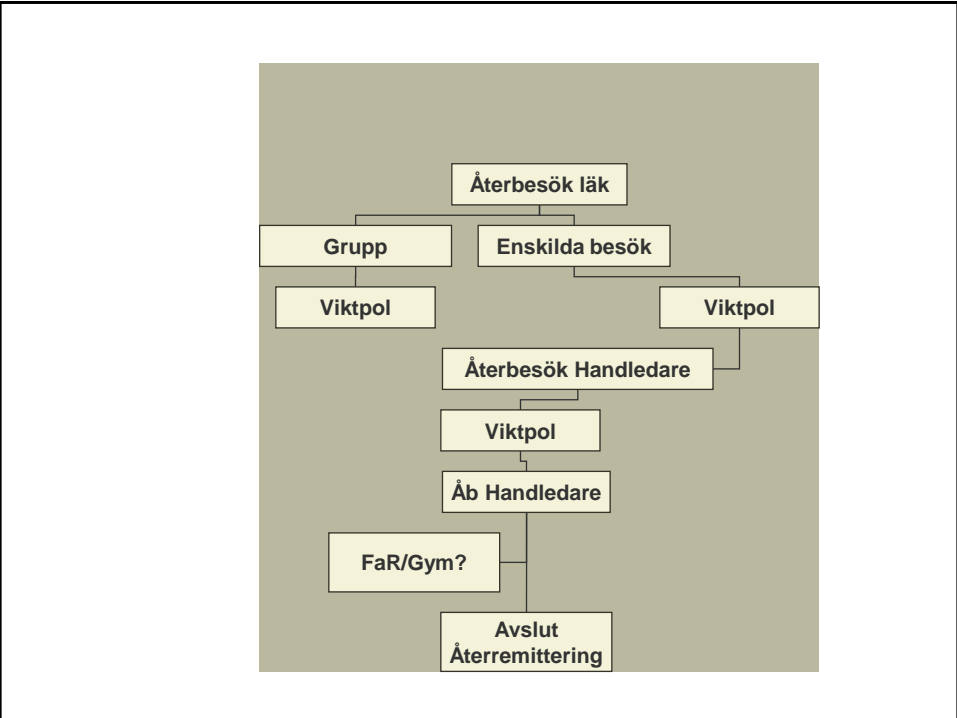 Återbesök läk
Grupp
Enskilda besök
Viktpol
Viktpol
Återbesök Handledare
Viktpol
Åb Handledare
FaR/Gym?
Avslut
Återremittering